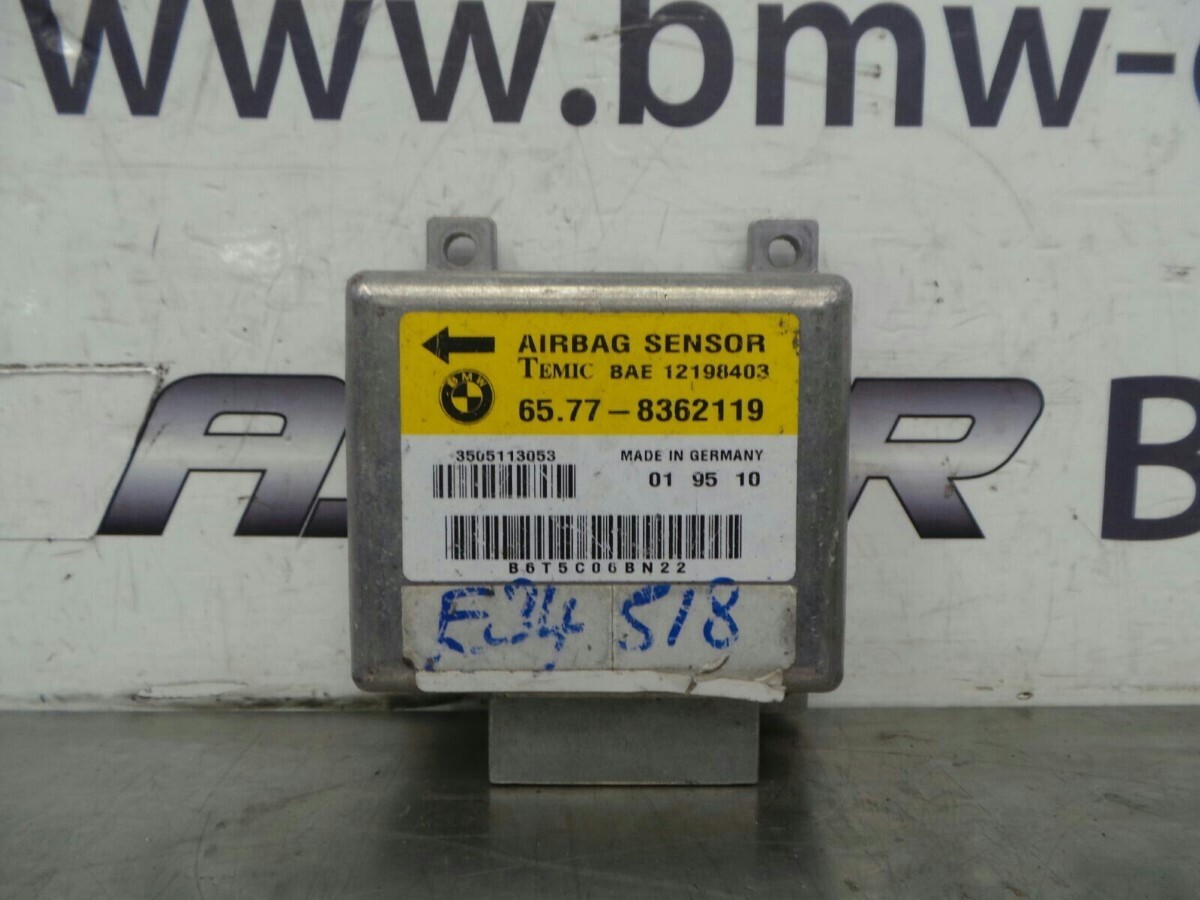 www.bmw-
AIRBAG SENSOR
BMW
TEMIC BAE 12198403
65.77-8362119
3505113053 MADE IN GERMANY
01 95 10
B6T5C06BN22
E34 518